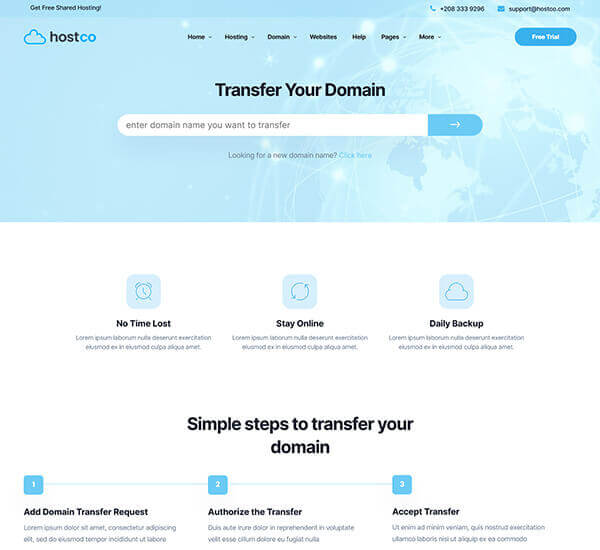 Get Free Shared Hosting!
+208 333 9296
support@hostco.com
hostco
Home
Hosting
Domain
Websites
Help
Pages
More
Free Trial
Transfer Your Domain
enter domain name you want to transfer
Looking for a new domain name? Click here
No Time Lost
Lorem ipsum laborum nulla deserunt exercitation
eiusmod ex in exercitation culpa aliqua amet.
Stay Online
Lorem ipsum laborum nulla deserunt exercitation
eiusmod ex in exercitation culpa aliqua amet.
Daily Backup
Lorem ipsum laborum nulla deserunt exercitation
eiusmod ex in exercitation culpa aliqua amet.
Simple steps to transfer your
domain
1
Add Domain Transfer Request
Lorem ipsum dolor sit amet, consectetur adipiscing
elit, sed do eiusmod tempor incididunt ut labore
2
Authorize the Transfer
Duis aute irure dolor in reprehenderit in voluptate
velit esse cillum dolore eu fugiat nulla
3
Accept Transfer
Ut enim ad minim veniam, quis nostrud exercitation
ullamco laboris nisi ut aliquip ex ea commodo